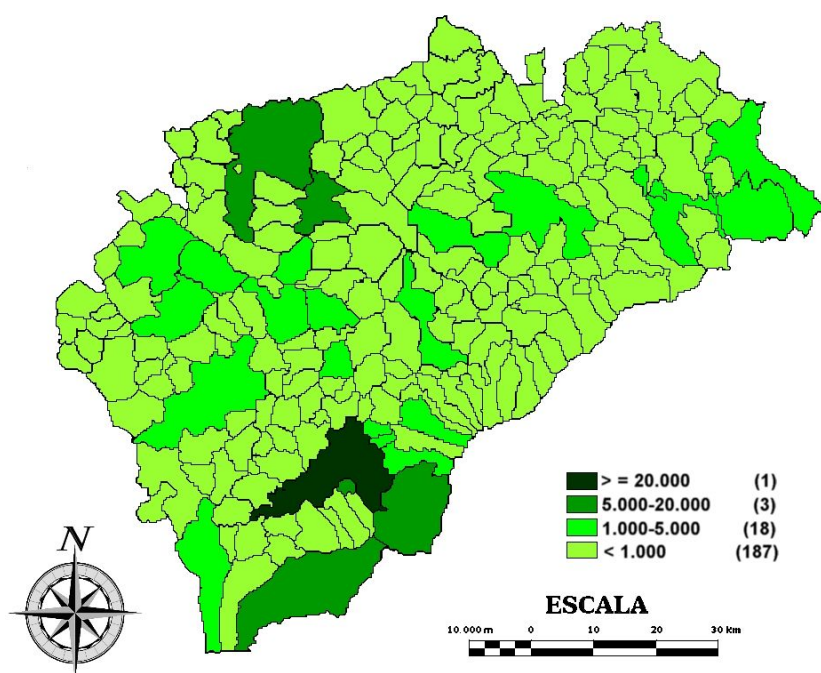 > = 20.000 (1)
5.000-20.000 (3)
1.000-5.000 (18)
< 1.000 (187)
N
ESCALA
10.000 m 0 10 20 30 km